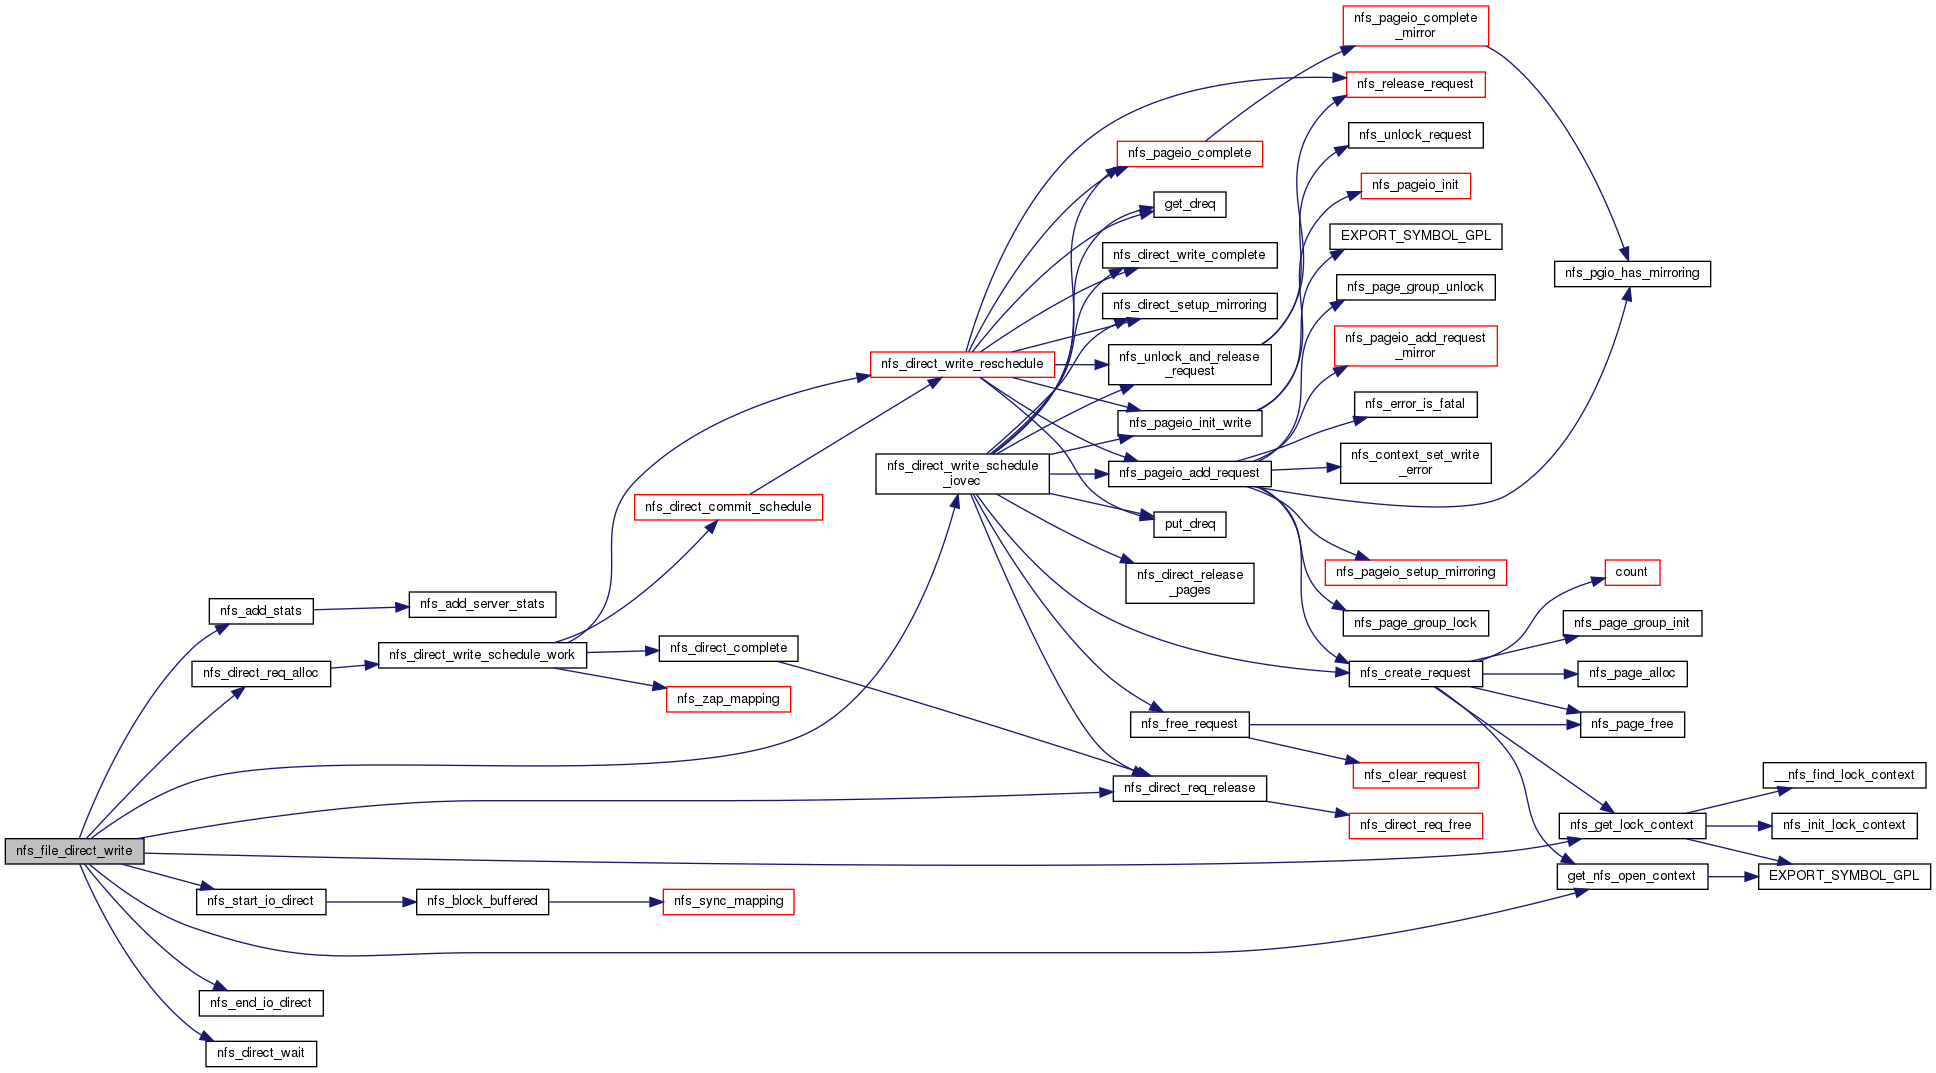 nfs_file_direct_write
nfs_add_stats
nfs_direct_req_alloc
nfs_start_io_direct
nfs_end_io_direct
nfs_direct_wait
nfs_add_server_stats
nfs_direct_write_schedule_work
nfs_block_buffered
nfs_direct_commit_schedule
nfs_direct_complete
nfs_zap_mapping
nfs_sync_mapping
nfs_direct_write_reschedule
nfs_direct_write_schedule
_iovec
nfs_pageio_complete
get_dreq
nfs_direct_write_complete
nfs_direct_setup_mirroring
nfs_unlock_and_release
_request
nfs_pageio_init_write
nfs_pageio_add_request
put_dreq
nfs_direct_release
_pages
nfs_free_request
nfs_direct_req_release
nfs_pageio_complete
_mirror
nfs_release_request
nfs_unlock_request
nfs_pageio_init
EXPORT_SYMBOL_GPL
nfs_page_group_unlock
nfs_pageio_add_request
_mirror
nfs_error_is_fatal
nfs_context_set_write
_error
nfs_pageio_setup_mirroring
nfs_page_group_lock
nfs_create_request
nfs_clear_request
nfs_direct_req_free
nfs_pgio_has_mirroring
count
nfs_page_group_init
nfs_page_alloc
nfs_page_free
nfs_get_lock_context
get_nfs_open_context
__nfs_find_lock_context
nfs_init_lock_context
EXPORT_SYMBOL_GPL